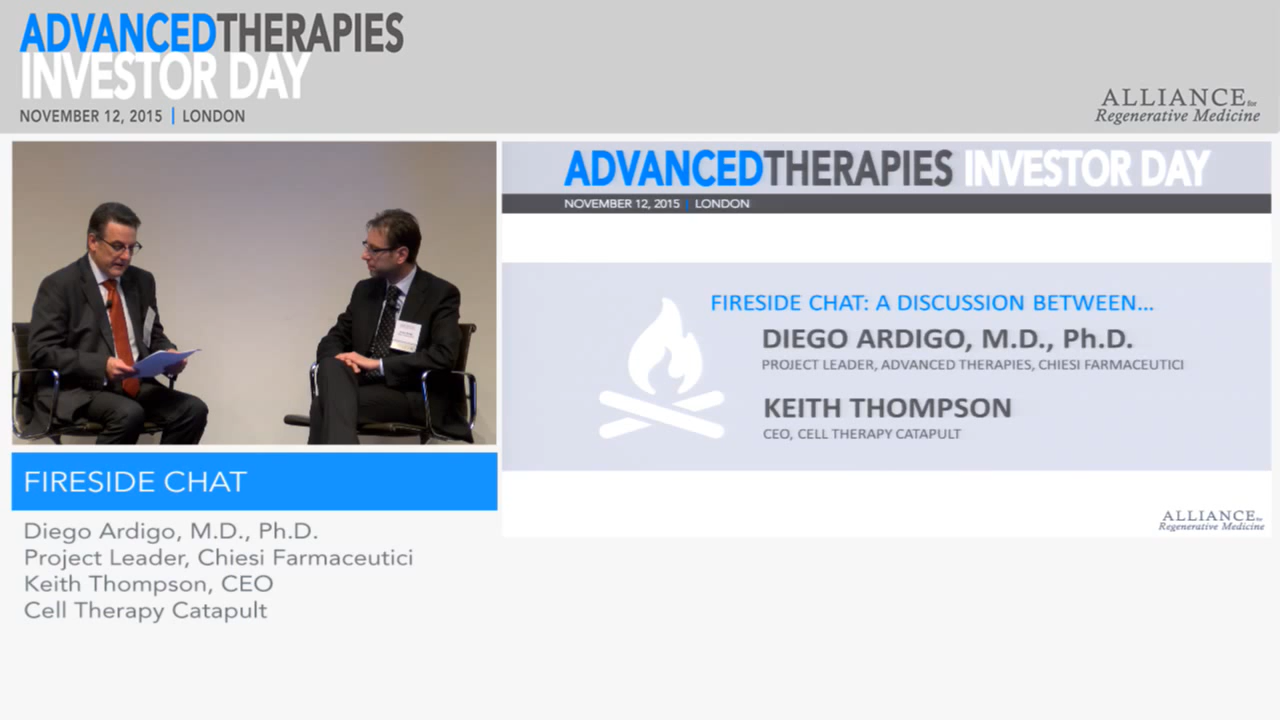 ADVANCEDTHERAPIES
INVESTOR DAY
NOVEMBER 12, 2015 | LONDON
ALLIANCE for
Regenerative Medicine
ADVANCEDTHERAPIES INVESTOR DAY
NOVEMBER 12, 2015 | LONDON
FIRESIDE CHAT: A DISCUSSION BETWEEN...
DIEGO ARDIGO, M.D., Ph.D.
PROJECT LEADER, ADVANCED THERAPIES, CHIESI FARMACEUTICI
KEITH THOMPSON
CEO, CELL THERAPY CATAPULT
ALLIANCE for
Regenerative Medicine
FIRESIDE CHAT
Diego Ardigo, M.D., Ph.D.
Project Leader, Chiesi Farmaceutici
Keith Thompson, CEO
Cell Therapy Catapult